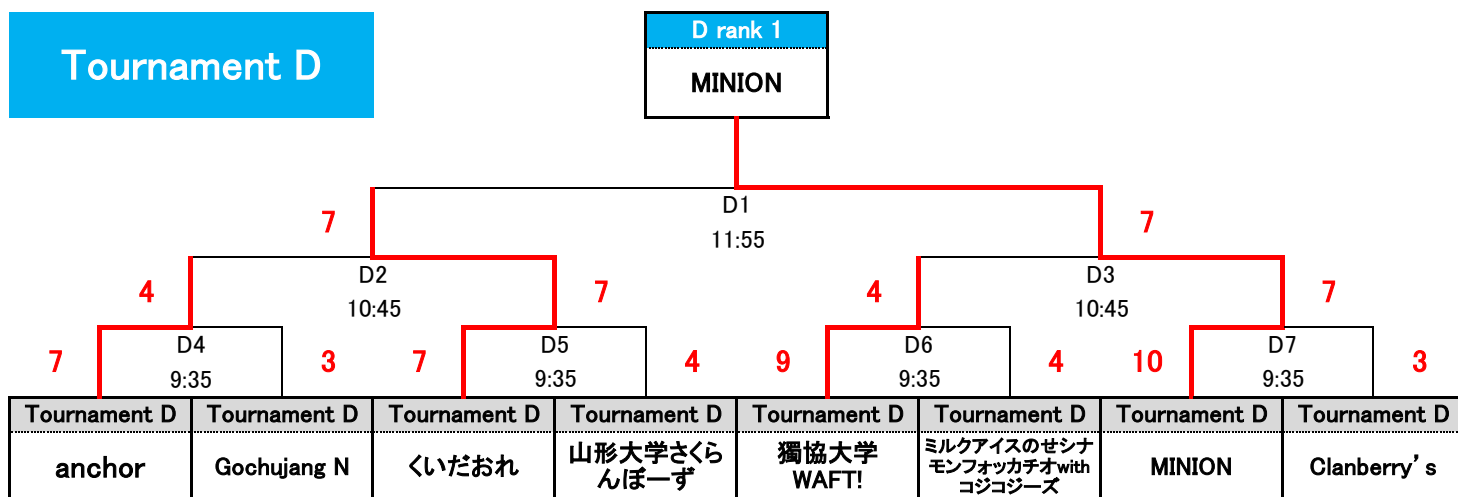 Tournament D
D rank 1
MINION
7
D1
7
11:55
4
D2
7
4
D3
7
10:45
10:45
7
D4
3
7
D5
4
9
D6
4
10
D7
3
9:35
9:35
9:35
9:35
Tournament D
Tournament D
Tournament D
Tournament D
Tournament D
Tournament D
Tournament D
Tournament D
anchor
Gochujang N
くいだおれ
山形大学さくら
んぼーず
獨協大学
WAFT!
ミルクアイスのせシナ
モンフォッカチオwith
コジコジーズ
MINION
Clanberry’s